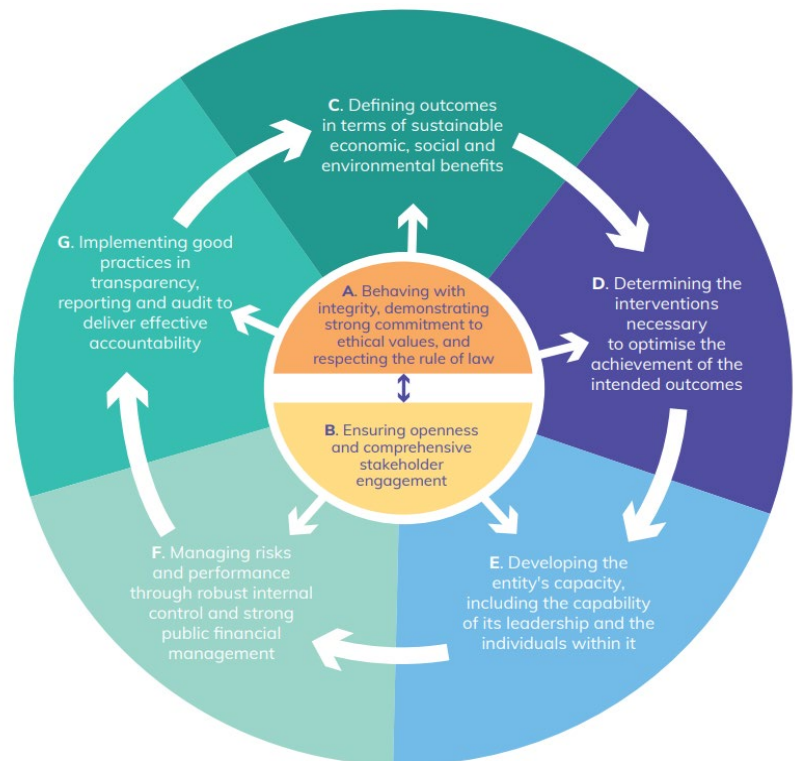 C. Defining outcomes
in terms of sustainable
economic, social and
environmental benefits
G. Implementing good
practices in
transparency,
reporting and audit to
deliver effective
accountability
A. Behaving with
integrity, demonstrating
strong commitment to
ethical values, and
respecting the rule of law
D. Determining the
interventions
necessary
to optimise the
achievement of the
intended outcomes
B. Ensuring openness
and comprehensive
stakeholder
engagement
F. Managing risks
and performance
through robust internal
control and strong
public financial
management
E. Developing the
entity's capacity,
including the capability
of its leadership and the
individuals within it